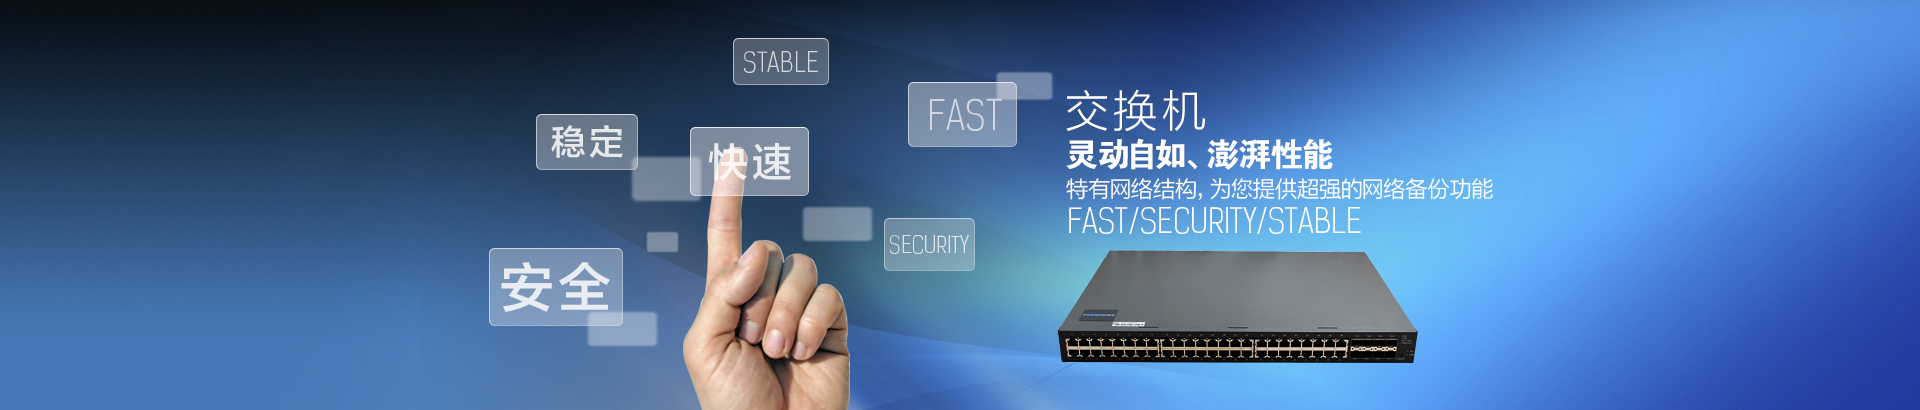 STABLE
FAST
稳定
快速
SECURITY
安全
交换机
灵动自如、澎湃性能
特有网络结构, 为您提供超强的网络备份功能
FAST/SECURITY/STABLE